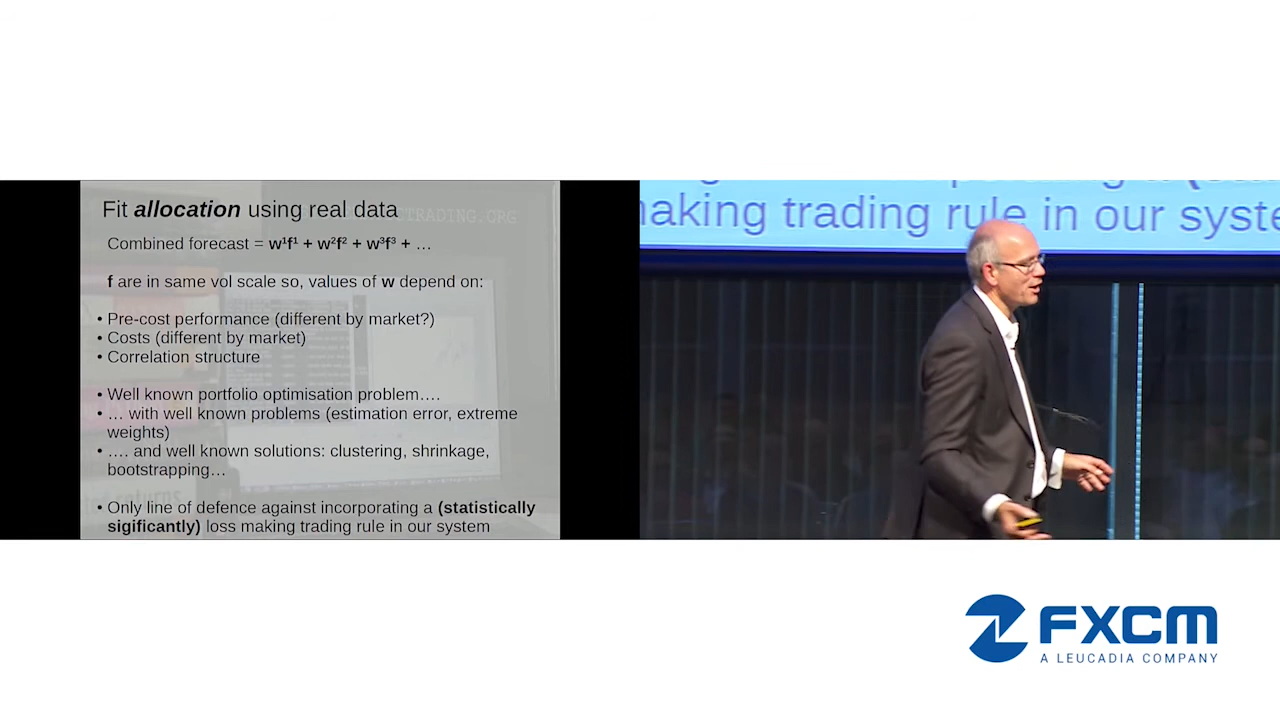 Fit allocation using real data
TRADING.ORG
Combined forecast = w¹f¹ + w²f² + w³f³ + …
f are in same vol scale so, values of w depend on:
• Pre-cost performance (different by market?)
• Costs (different by market)
• Correlation structure
• Well known portfolio optimisation problem….
• … with well known problems (estimation error, extreme
weights)
• …. and well known solutions: clustering, shrinkage,
bootstrapping…
• Only line of defence against incorporating a (statistically
sigificantly) loss making trading rule in our system
making trading rule in our syste
FXCM
A LEUCADIA COMPANY